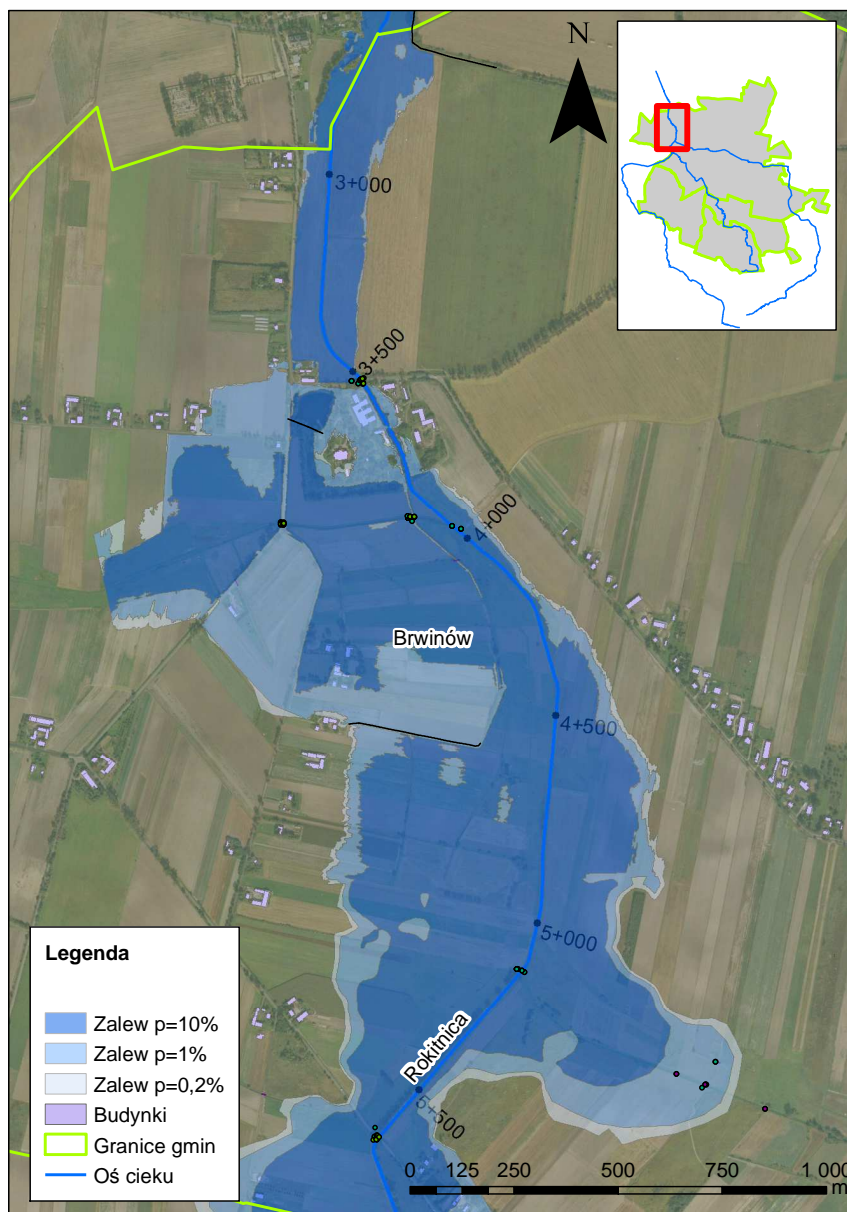 N
3+000
3+500
4+000
Brwinów
4+500
5+000
Rokitnica
5+500
Legenda
Zalew p=10%
Zalew p=1%
Zalew p=0,2%
Budynki
Granice gmin
Oś cieku
0 125 250 500 750 1 000
m